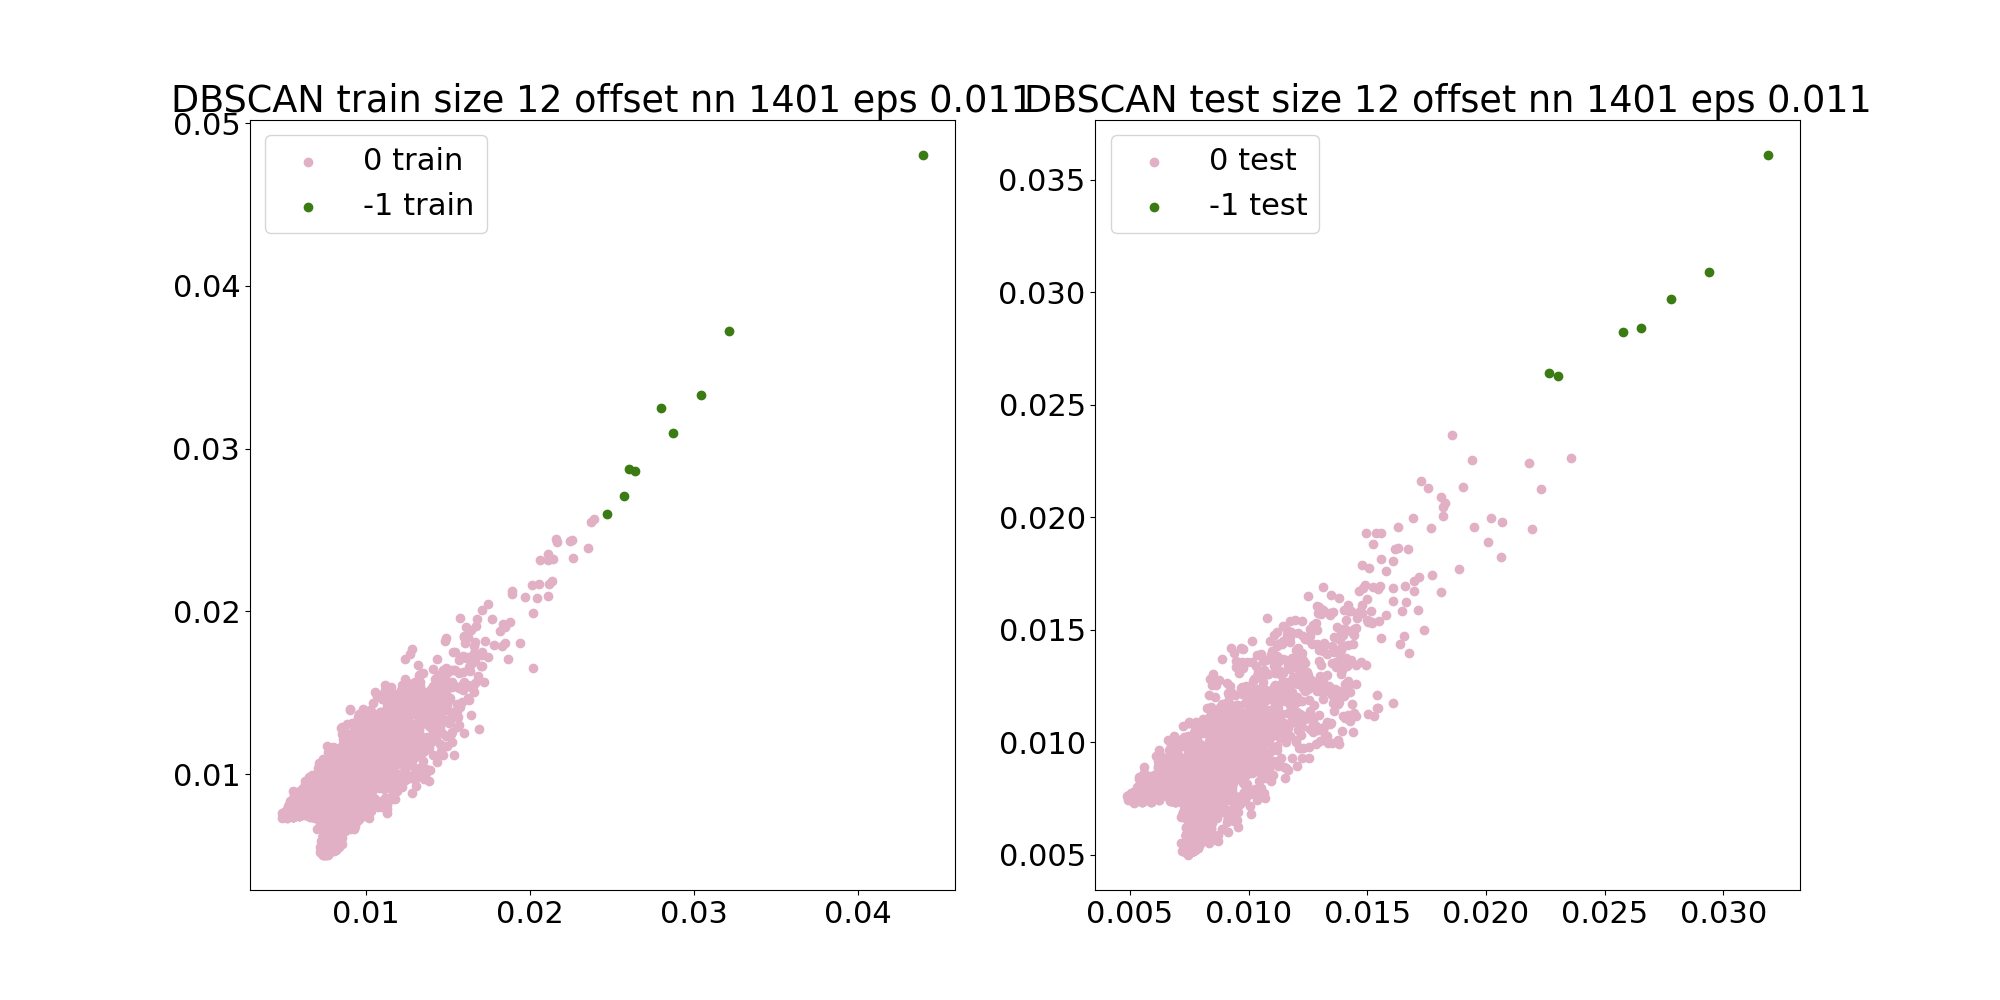 DBSCAN train size 12 offset nn 1401 eps 0.011
0.05
0.04
0.03
0.02
0.01
0 train
-1 train
0.01 0.02 0.03 0.04
DBSCAN test size 12 offset nn 1401 eps 0.011
0.035
0.030
0.025
0.020
0.015
0.010
0.005
0 test
-1 test
0.005 0.010 0.015 0.020 0.025 0.030